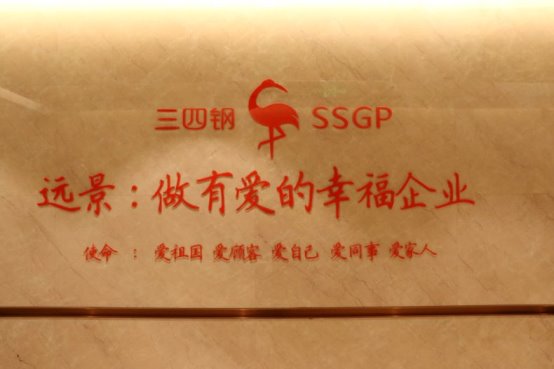 三四钢 SSGP
远景：做有爱的幸福企业
使命：爱祖国 爱顾客 爱自己 爱同事 爱家人